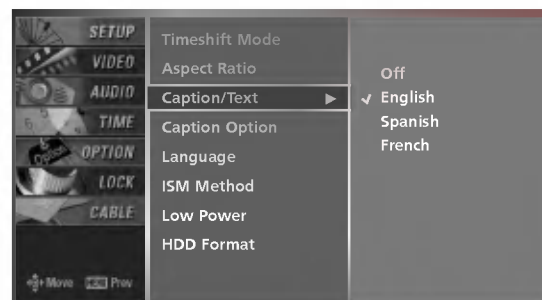 SETUP
VIDEO
AUDIO
TIME
OPTION
LOCK
CABLE
Move Prev
Timeshift Mode
Aspect Ratio
Caption/Text
Caption Option
Language
ISM Method
Low Power
HDD Format
Off
English
Spanish
French